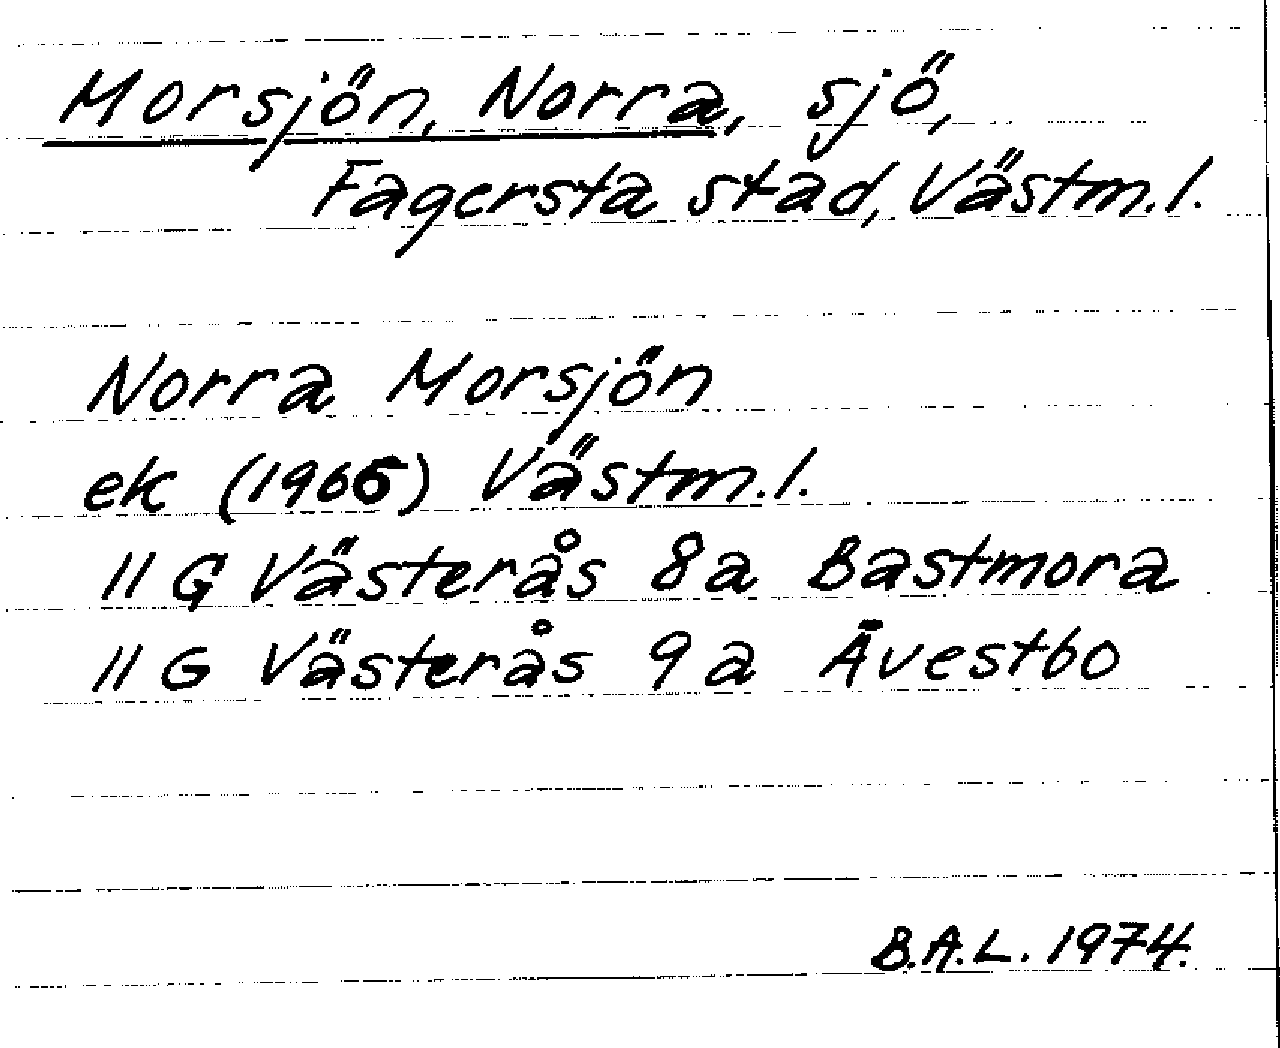 Morsjön, Norra, sjö,
Fagersta stad, Västm.l.
Norra Morsjön
ek (1966) Västm.l.
11 G Västerås 8a Bastmora
11 G Västerås 9a Āvestbo
B.A.L. 1974.